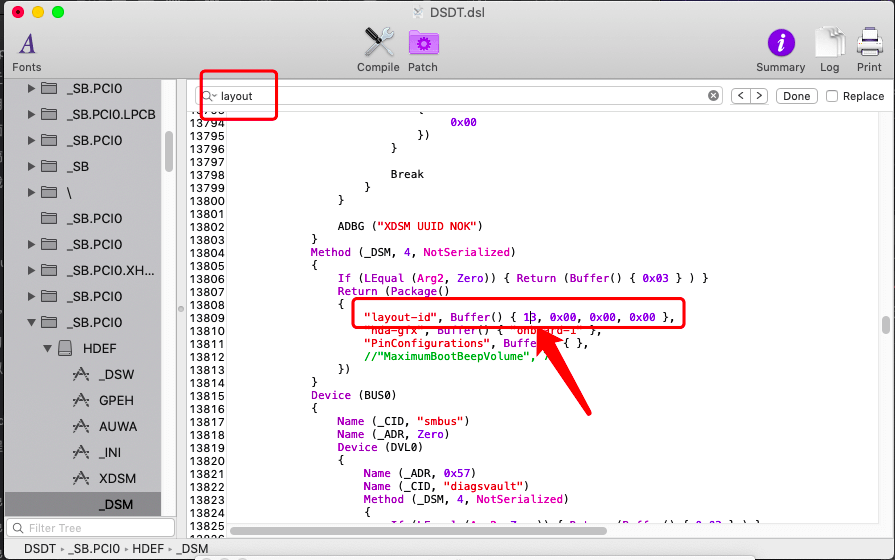 DSDT.dsl
A
Fonts
Compile
Patch
Summary
Log
Print
_SB.PCI0
_SB.PCI0.LPCB
_SB.PCI0
_SB
\
_SB.PCI0
_SB.PCI0
_SB.PCI0.XH...
_SB.PCI0
_SB.PCI0
HDEF
_DSW
GPEH
AUWA
_INI
XDSM
_DSM
Filter Tree
layout
< > Done Replace
13794 0x00
13795 })
13796 }
13797
13798 Break
13799 }
13800 }
13801
13802 ADBG ("XDSM UUID NOK")
13803 }
13804 Method (_DSM, 4, NotSerialized)
13805 {
13806 If (LEqual (Arg2, Zero)) { Return (Buffer() { 0x03 } ) }
13807 Return (Package()
13808 {
13809 "layout-id", Buffer() { 13, 0x00, 0x00, 0x00 },
13810 "hda-gfx", Buffer() { "onboard-1" },
13811 "PinConfigurations", { },
13812 //"MaximumBootBeepVolume",
13813 })
13814 }
13815 Device (BUS0)
13816 {
13817 Name (_CID, "smbus")
13818 Name (_ADR, Zero)
13819 Device (DVL0)
13820 {
13821 Name (_ADR, 0x57)
13822 Name (_CID, "diagsvault")
13823 Method (_DSM, 4, NotSerialized)
13824 {
13825 If (LEqual (Arg2, Zero)) { Return (Buffer() { 0x03 } ) }
DSDT › _SB.PCI0 › HDEF › _DSM